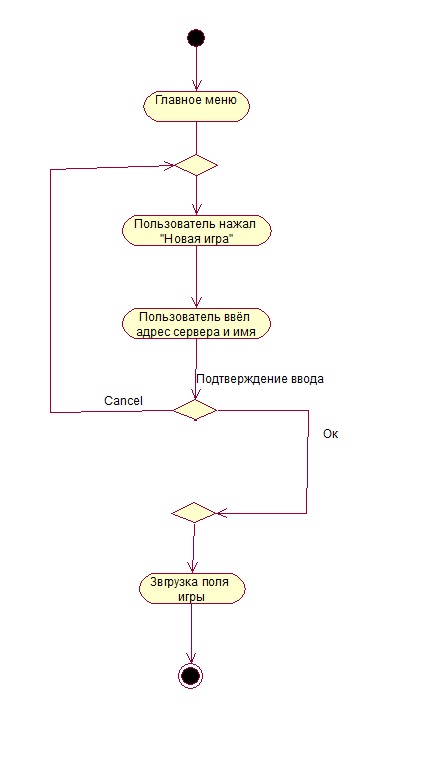 Главное меню
Пользователь нажал
"Новая игра"
Пользователь ввёл
адрес сервера и имя
Подтверждение ввода
Cancel
Ок
Звгрузка поля
игры